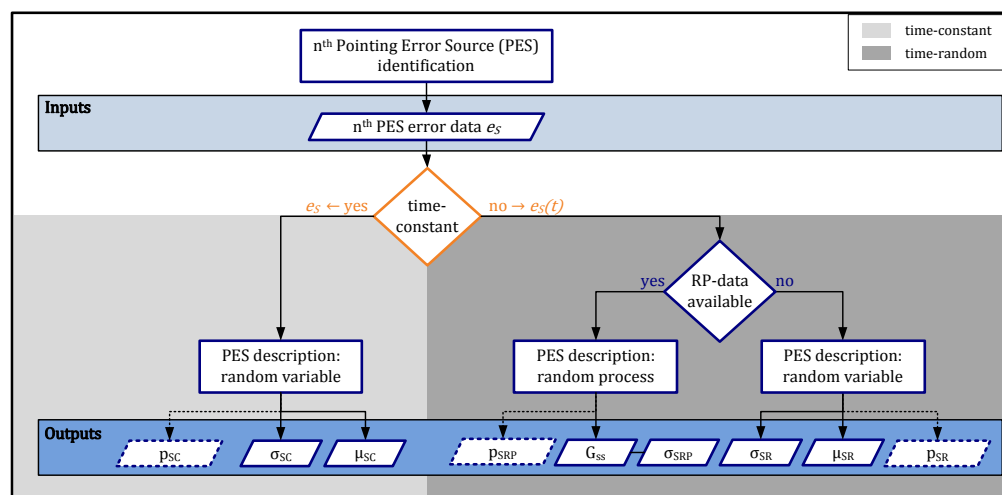 time-constant
time-random
nth Pointing Error Source (PES)
identification
Inputs
nth PES error data eS
eS ← yes
time-
constant
no → eS(t)
yes
RP-data
available
no
PES description:
random variable
PES description:
random process
PES description:
random variable
Outputs
pSC
σSC
μSC
pSRP
Gss
σSRP
σSR
μSR
pSR